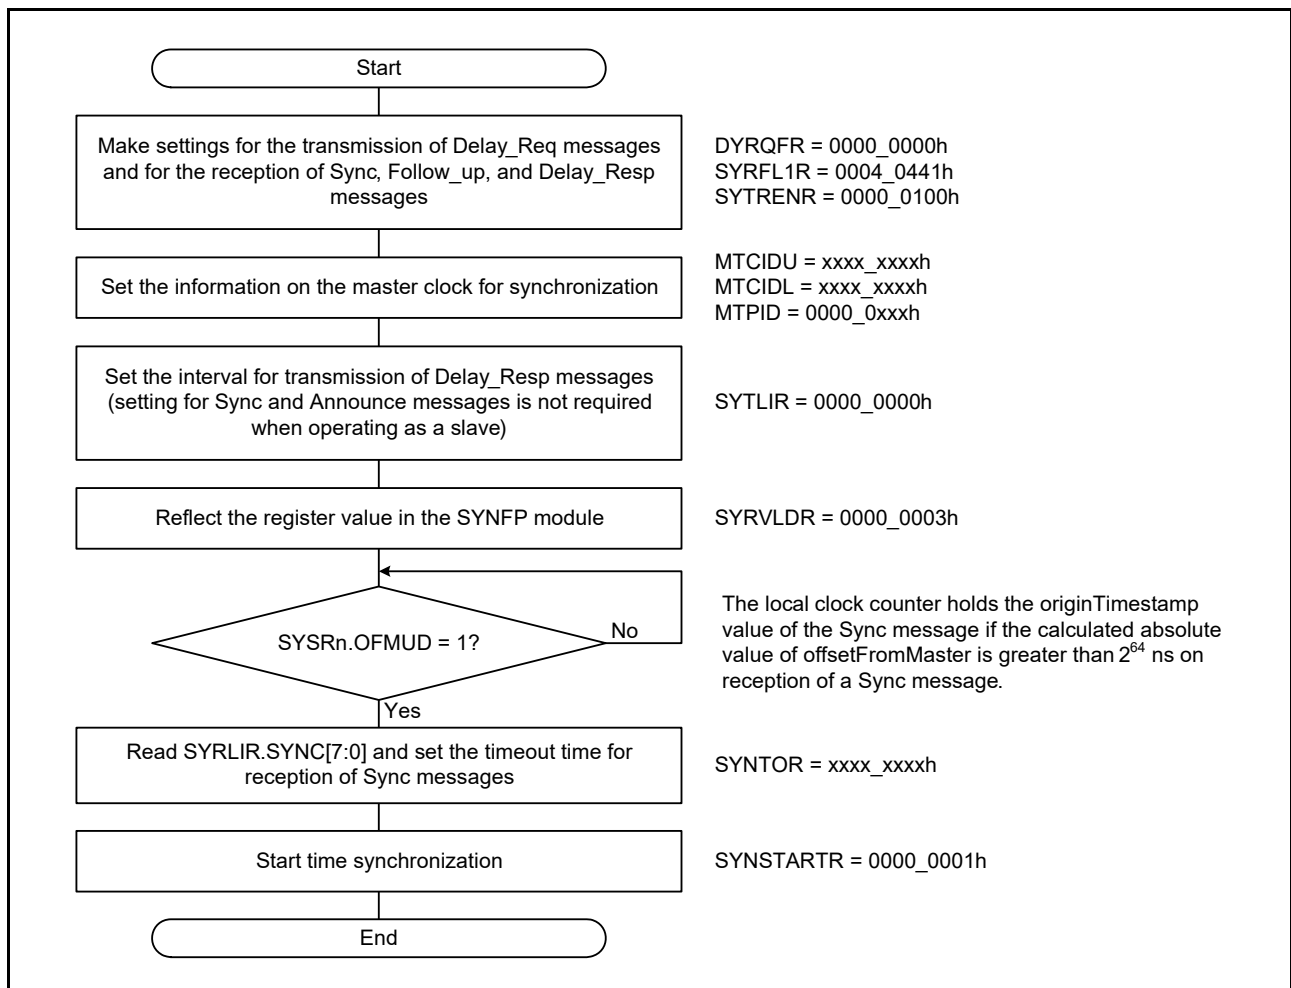 Start
Make settings for the transmission of Delay_Req messages
and for the reception of Sync, Follow_up, and Delay_Resp
messages
DYRQFR = 0000_0000h
SYRFL1R = 0004_0441h
SYTRENR = 0000_0100h
Set the information on the master clock for synchronization
MTCIDU = xxxx_xxxxh
MTCIDL = xxxx_xxxxh
MTPID = 0000_0xxxh
Set the interval for transmission of Delay_Resp messages
(setting for Sync and Announce messages is not required
when operating as a slave)
SYTLIR = 0000_0000h
Reflect the register value in the SYNFP module
SYRVLDR = 0000_0003h
SYSRn.OFMUD = 1?
No
Yes
The local clock counter holds the originTimestamp
value of the Sync message if the calculated absolute
value of offsetFromMaster is greater than 2^64 ns on
reception of a Sync message.
Read SYRLIR.SYNC[7:0] and set the timeout time for
reception of Sync messages
SYNTOR = xxxx_xxxxh
Start time synchronization
SYNSTARTR = 0000_0001h
End